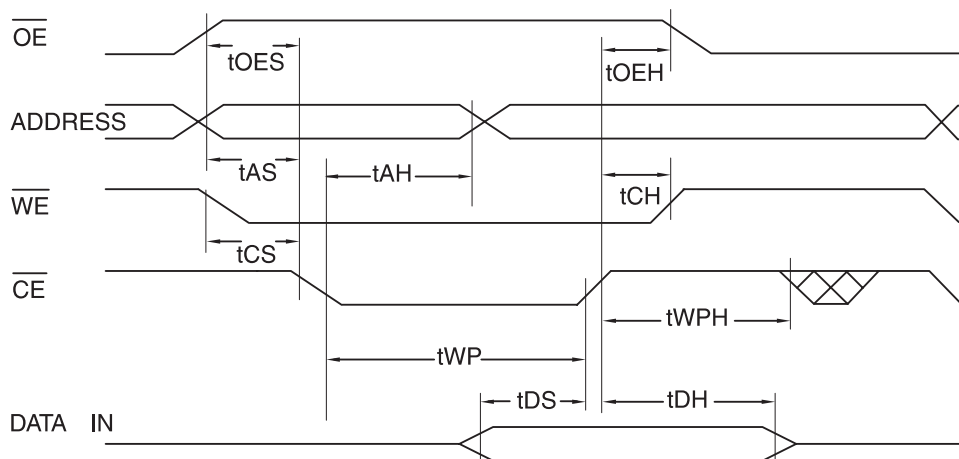 OE
tOES
tOEH
ADDRESS
tAS
tAH
tCH
WE
tCS
CE
tWPH
tWP
tDS
tDH
DATA IN